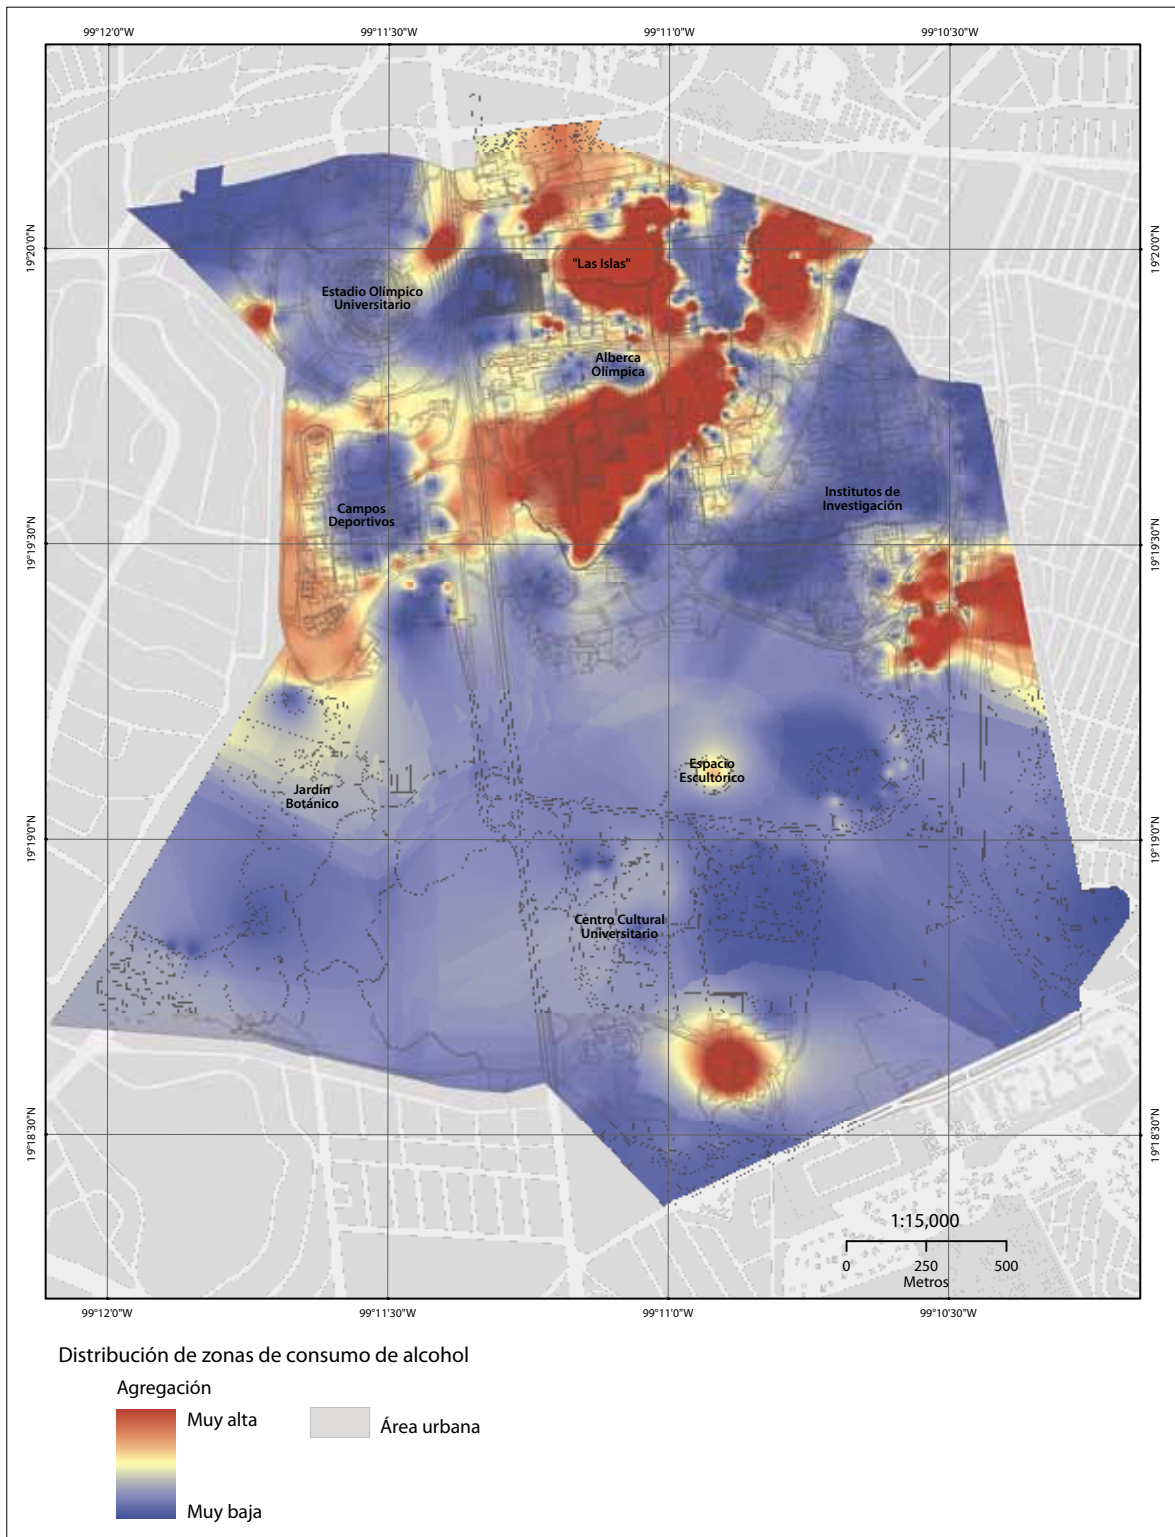 99°12'0"W
99°11'30"W
99°11'0"W
99°10'30"W
19°20'0"N
19°20'0"N
"Las Islas"
Estadio Olímpico
Universitario
Alberca
Olímpica
Institutos de
Investigación
Campos
Deportivos
19°19'30"N
19°19'30"N
Espacio
Escultórico
Jardín
Botánico
19°19'0"N
19°19'0"N
Centro Cultural
Universitario
19°18'30"N
19°18'30"N
1:15,000
0
250
500
Metros
99°12'0"W
99°11'30"W
99°11'0"W
99°10'30"W
Distribución de zonas de consumo de alcohol
Agregación
Muy alta
Área urbana
Muy baja